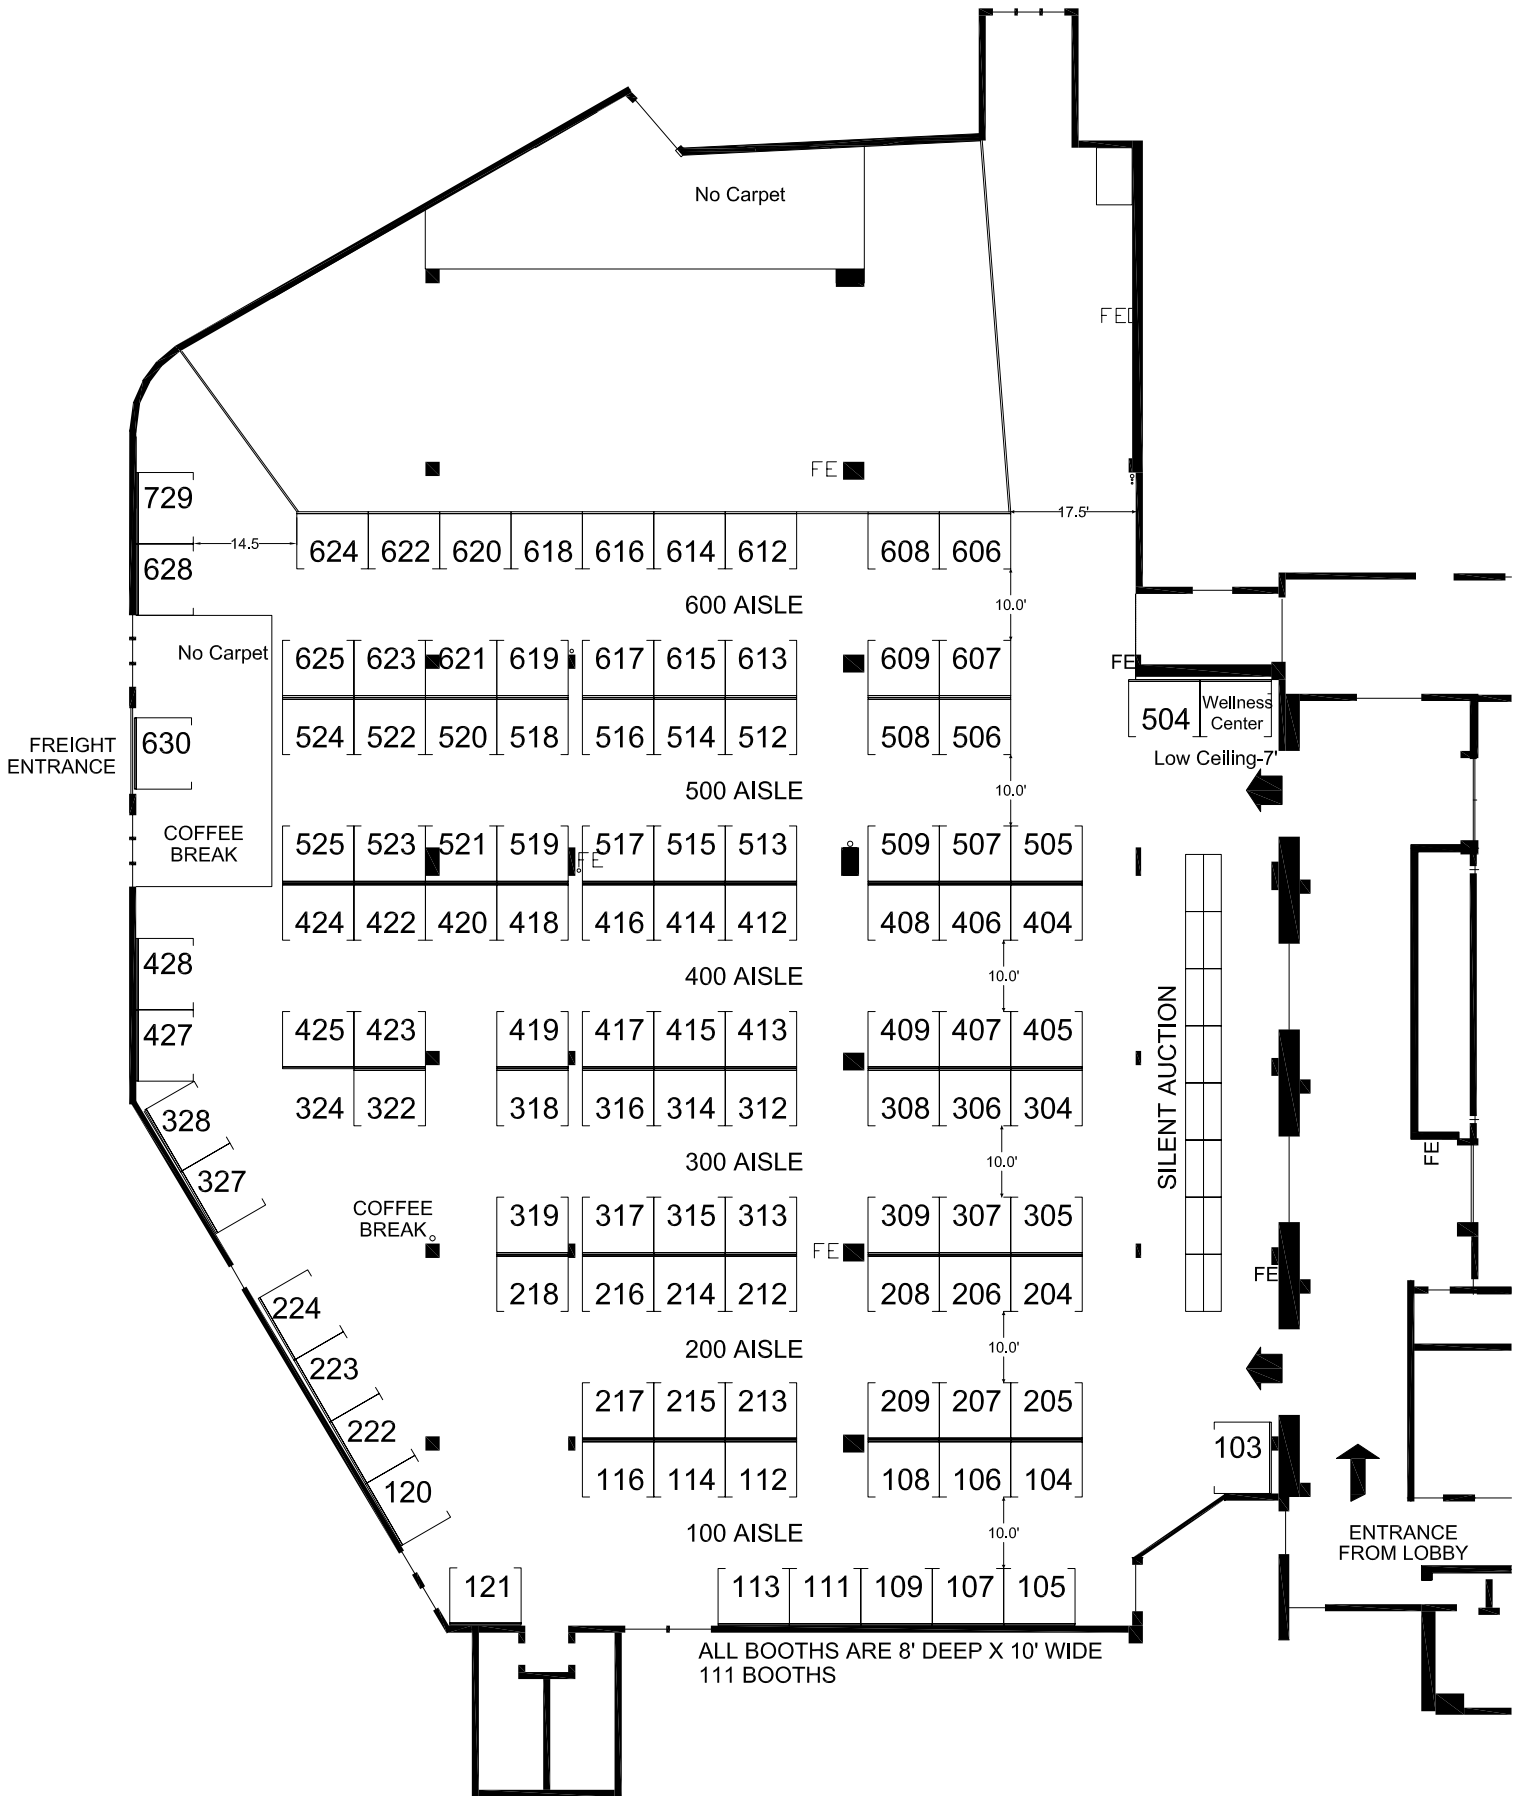 No Carpet
FE
FE
17.5'
729
14.5
628
624 622 620 618 616 614 612 608 606
600 AISLE
10.0'
No Carpet
625 623 621 619 617 615 613 609 607
FE
524 522 520 518 516 514 512 508 506
504
Wellness
Center
Low Ceiling-7'
FREIGHT
ENTRANCE
630
500 AISLE
10.0'
COFFEE
BREAK
525 523 521 519 517 515 513 509 507 505
FE
424 422 420 418 416 414 412 408 406 404
428
400 AISLE
10.0'
427
425 423 419 417 415 413 409 407 405
SILENT AUCTION
324 322 318 316 314 312 308 306 304
328
300 AISLE
10.0'
FE
327
COFFEE
BREAK
319 317 315 313 309 307 305
FE
FE
218 216 214 212 208 206 204
224
200 AISLE
10.0'
223
217 215 213 209 207 205
222
103
116 114 112 108 106 104
120
100 AISLE
10.0'
ENTRANCE
FROM LOBBY
121
113 111 109 107 105
ALL BOOTHS ARE 8' DEEP X 10' WIDE
111 BOOTHS